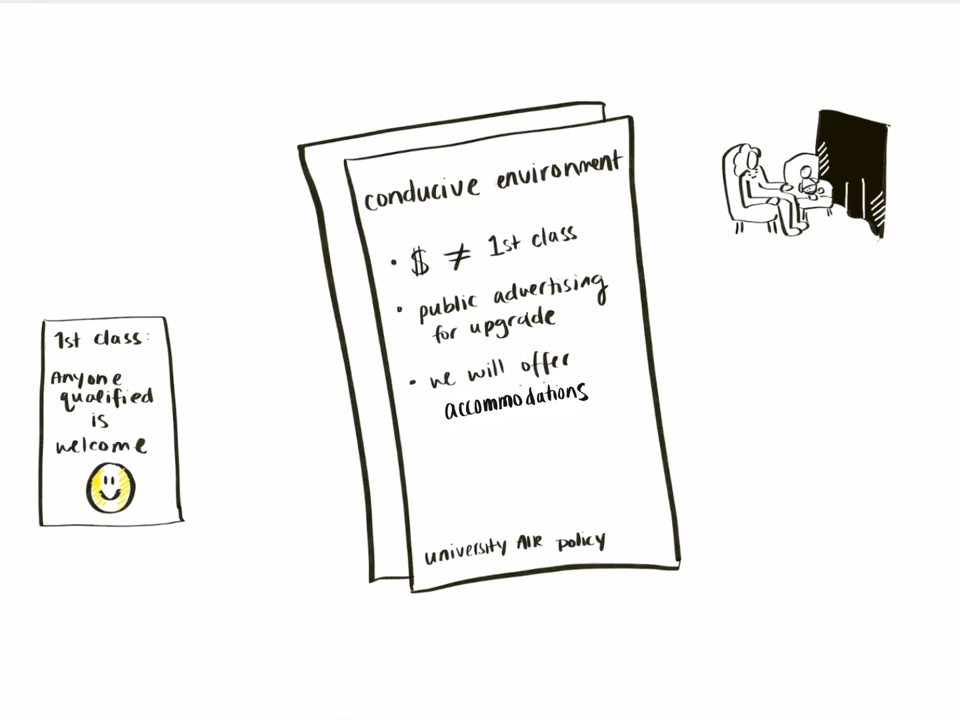 1st class:
Anyone
qualified
is
welcome
conducive environment
• $ ≠ 1st class
• public advertising
for upgrade
• we will offer
accommodations
university AIR policy